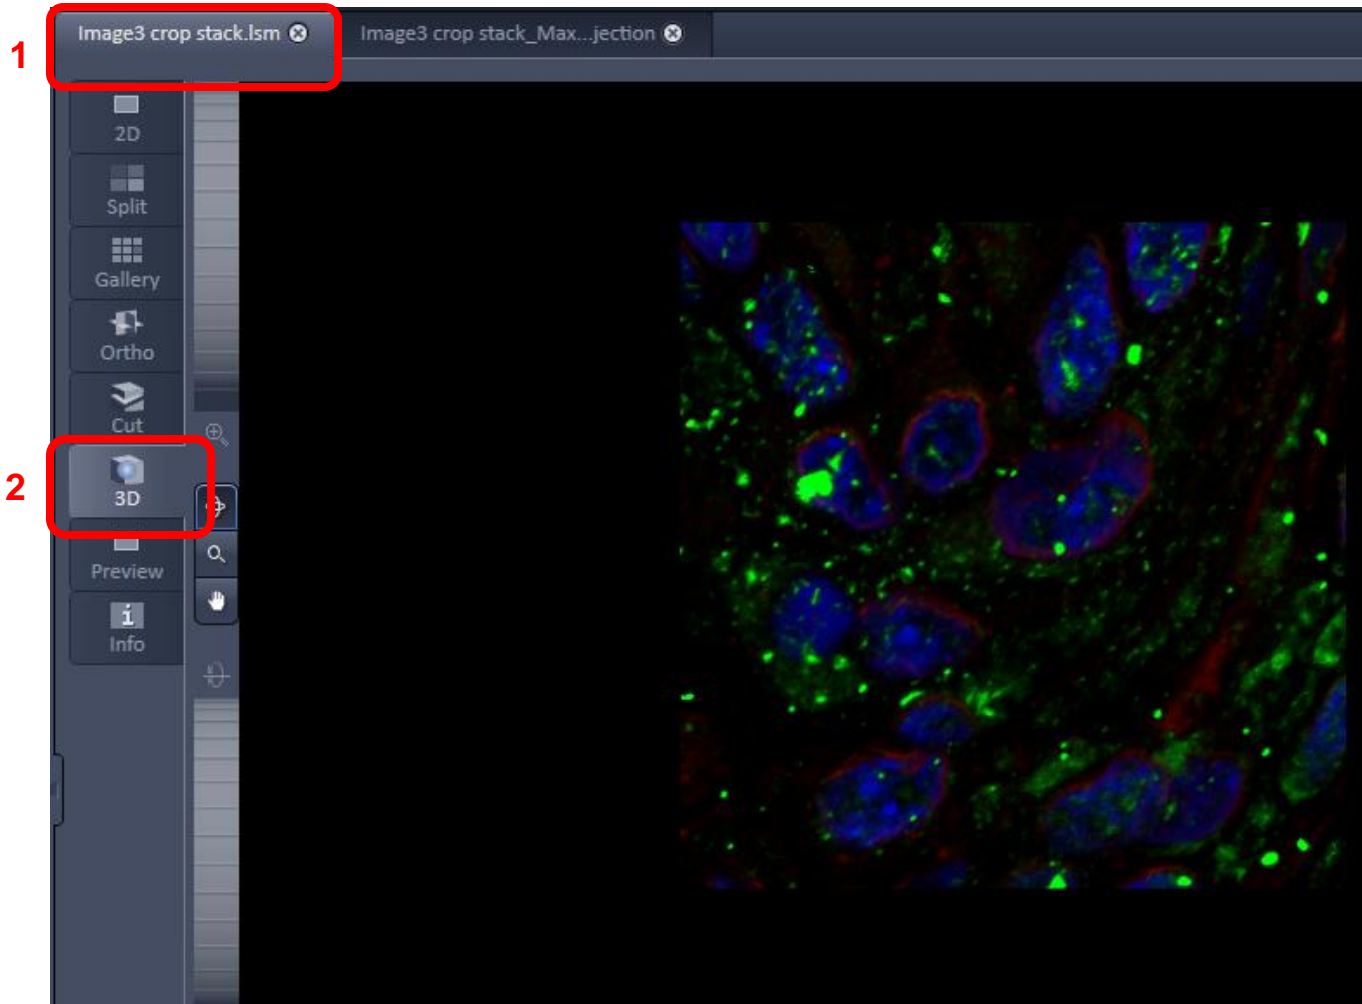 1
Image3 crop stack.lsm
Image3 crop stack_Max...jection
2D
Split
Gallery
Ortho
Cut
2
3D
Preview
i
Info